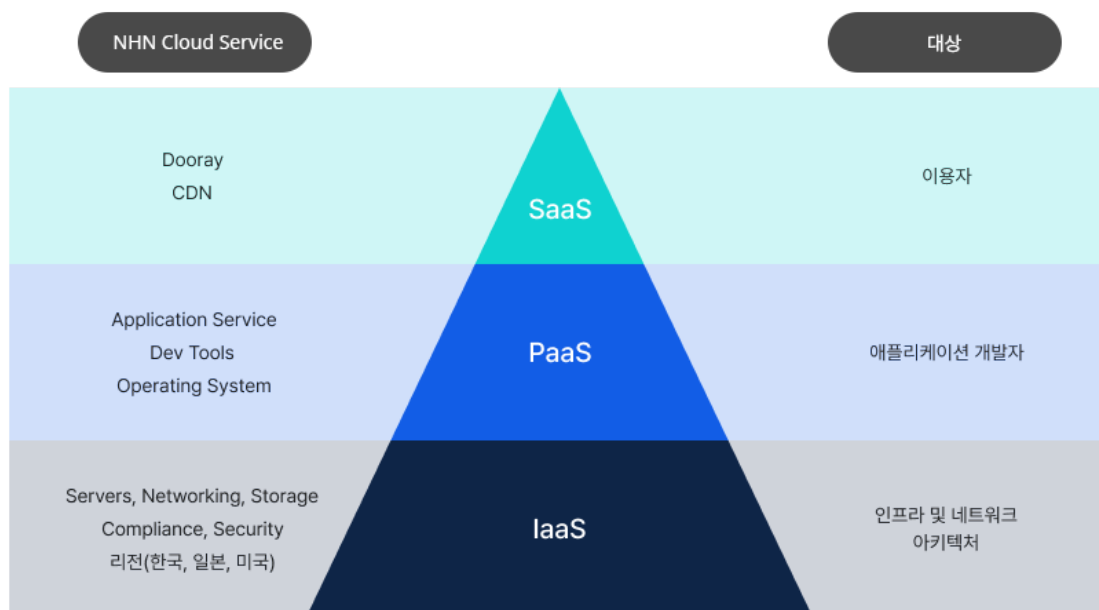 NHN Cloud Service
대상
Dooray
CDN
SaaS
이용자
Application Service
Dev Tools
Operating System
PaaS
애플리케이션 개발자
Servers, Networking, Storage
Compliance, Security
리전(한국, 일본, 미국)
IaaS
인프라 및 네트워크
아키텍처